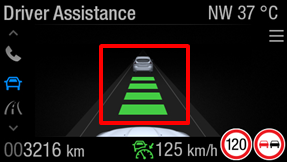 Driver Assistance NW 37 °C
003216 km 125 km/h 120